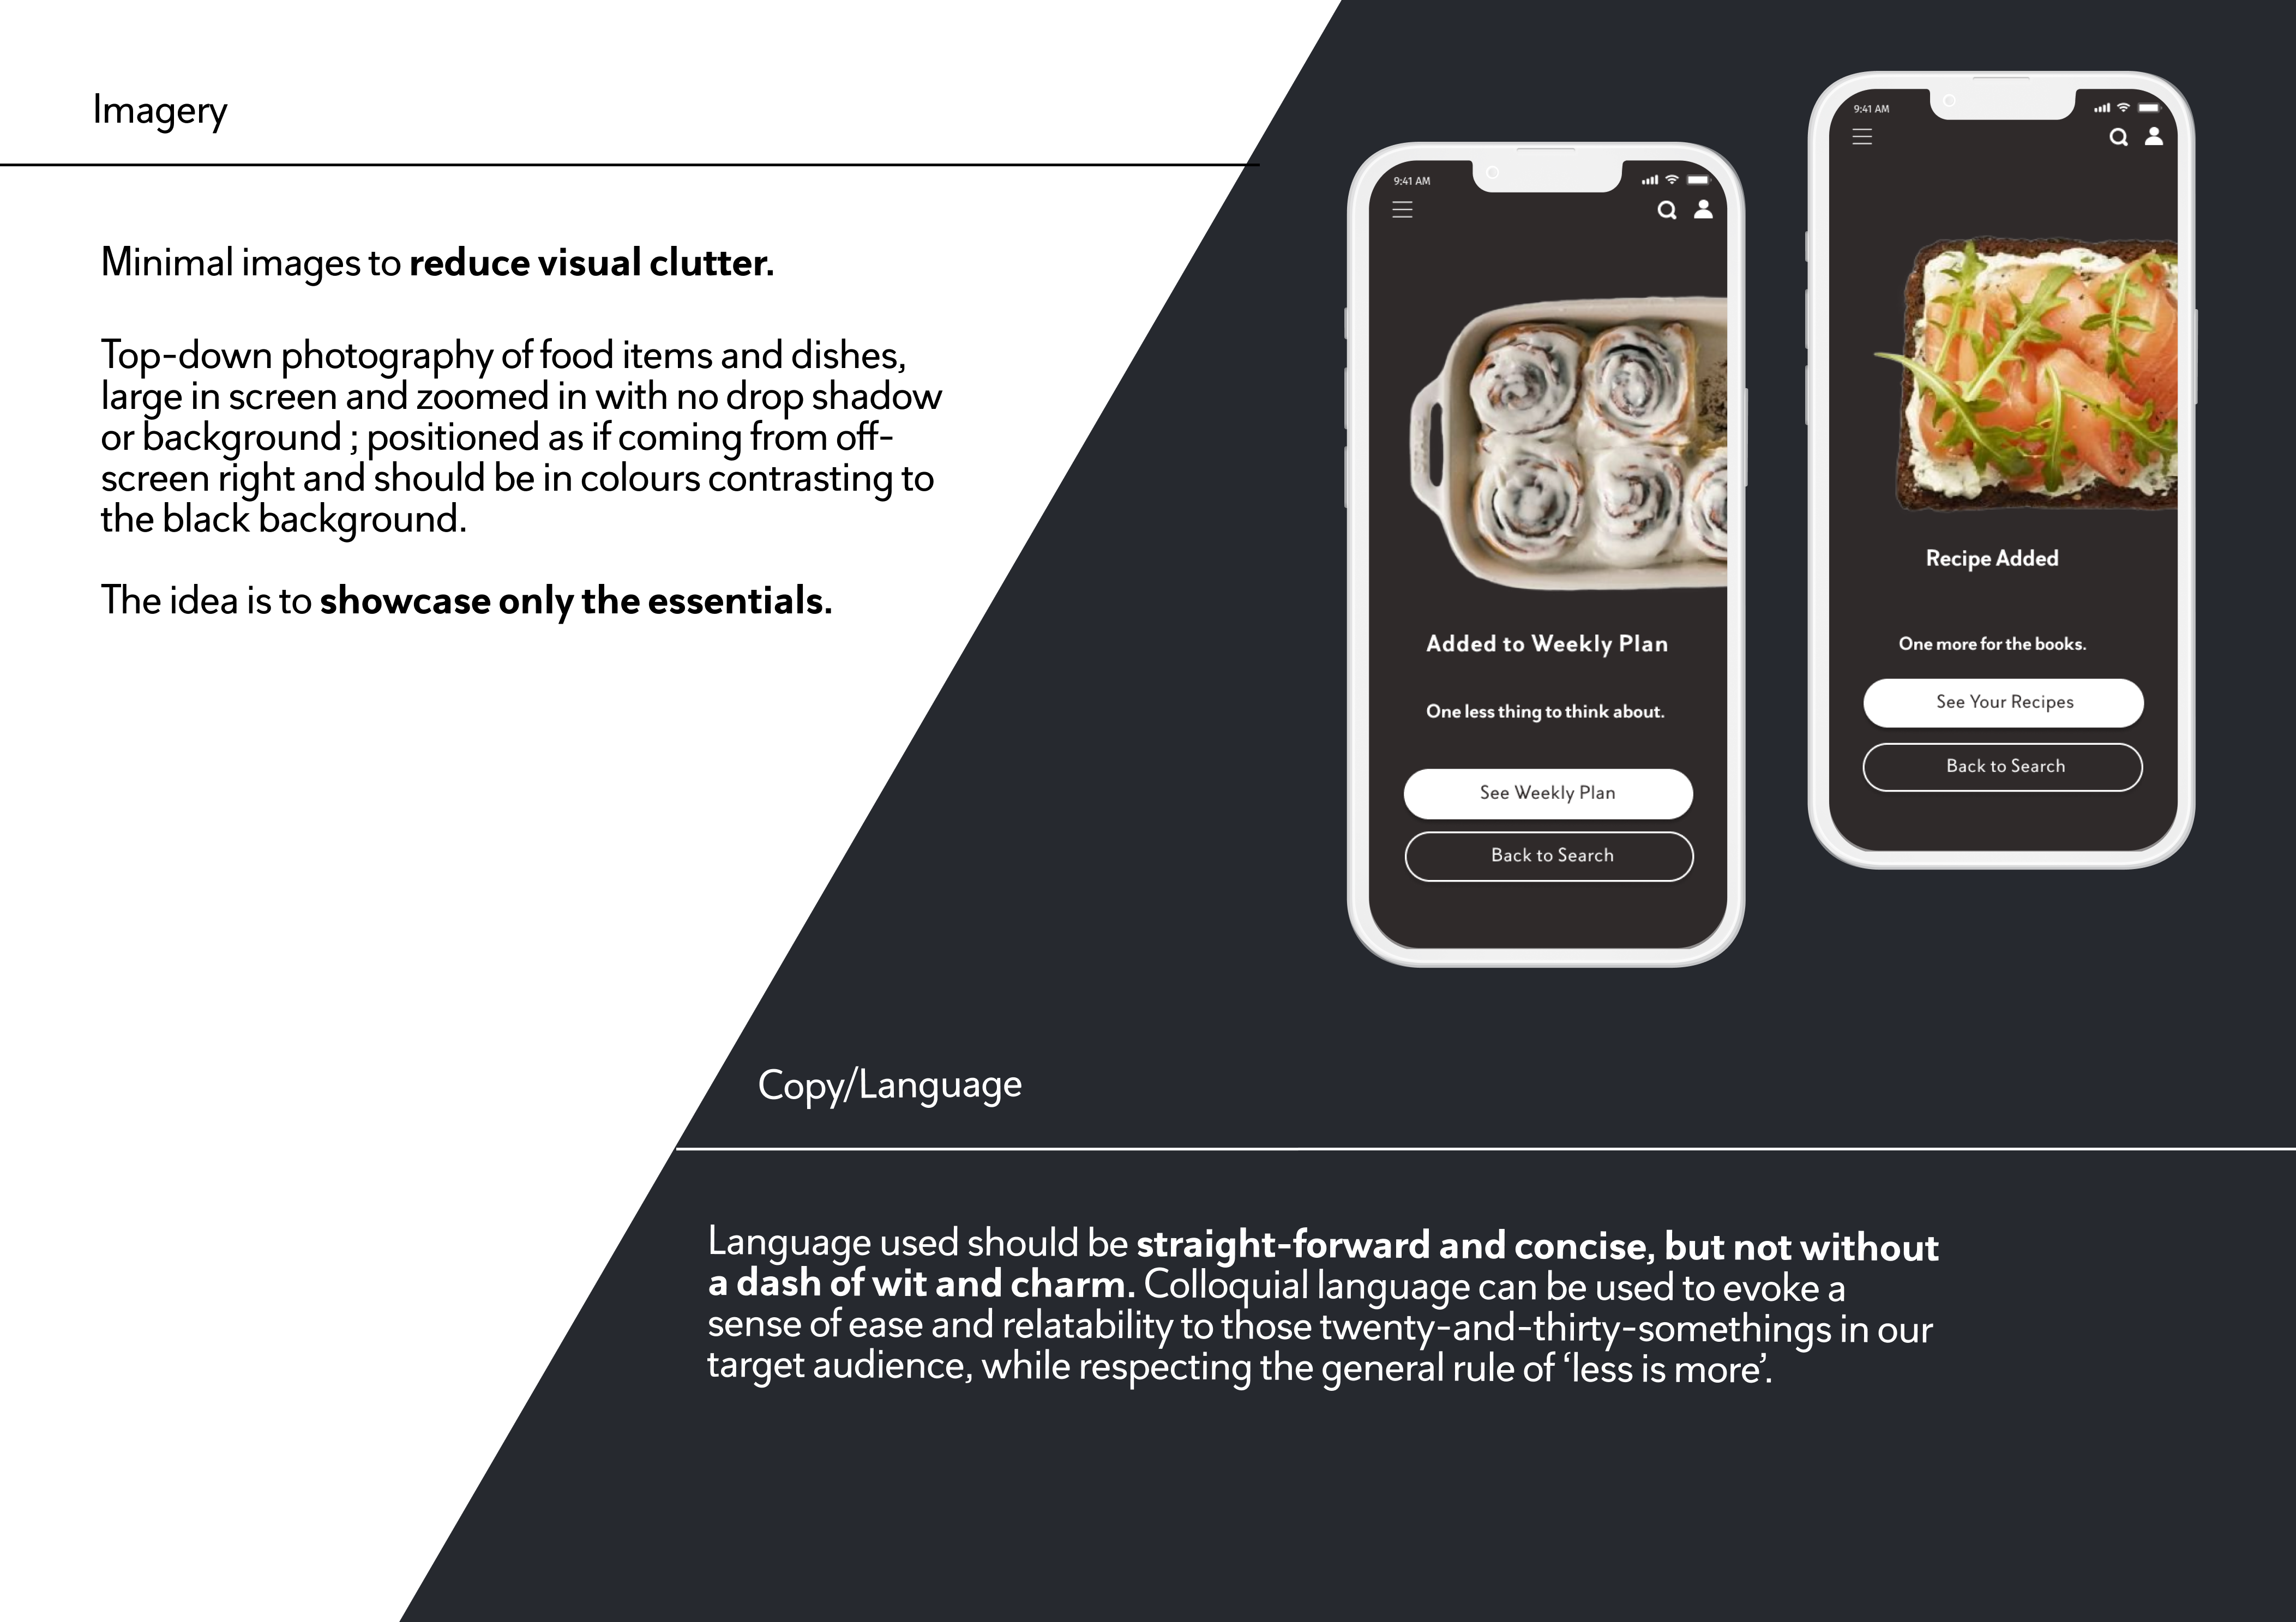 Imagery
Minimal images to reduce visual clutter.
Top-down photography of food items and dishes,
large in screen and zoomed in with no drop shadow
or background ; positioned as if coming from off-
screen right and should be in colours contrasting to
the black background.
The idea is to showcase only the essentials.
9:41 AM
Added to Weekly Plan
One less thing to think about.
See Weekly Plan
Back to Search
9:41 AM
Recipe Added
One more for the books.
See Your Recipes
Back to Search
Copy/Language
Language used should be straight-forward and concise, but not without
a dash of wit and charm. Colloquial language can be used to evoke a
sense of ease and relatability to those twenty-and-thirty-somethings in our
target audience, while respecting the general rule of ‘less is more’.